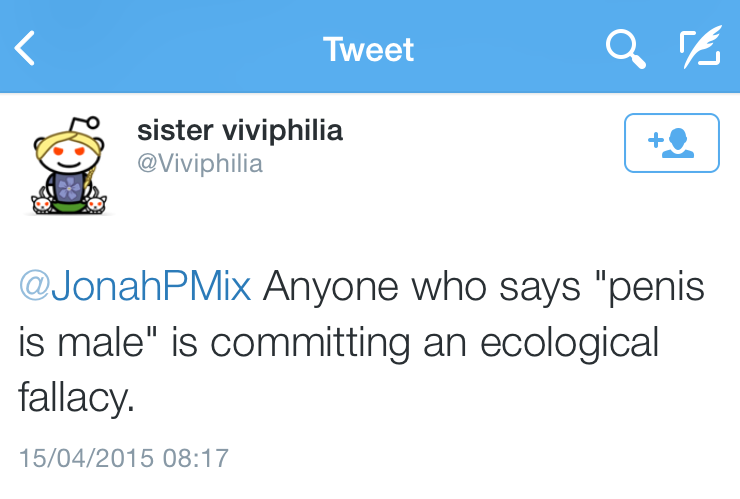 Tweet
sister viviphilia
@Viviphilia
@JonahPMix Anyone who says "penis
is male" is committing an ecological
fallacy.
15/04/2015 08:17